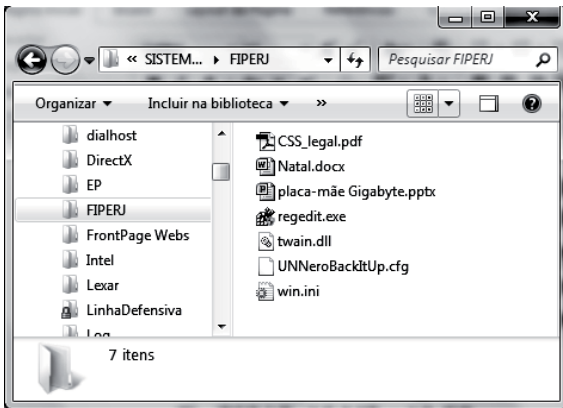 « SISTEM... ▸ FIPERJ
Pesquisar FIPERJ
Organizar ▼ Incluir na biblioteca ▼ »
dialhost
DirectX
EP
FIPERJ
FrontPage Webs
Intel
Lexar
LinhaDefensiva
Log
CSS_legal.pdf
Natal.docx
placa-mãe Gigabyte.pptx
regedit.exe
twain.dll
UNNeroBackItUp.cfg
win.ini
7 itens